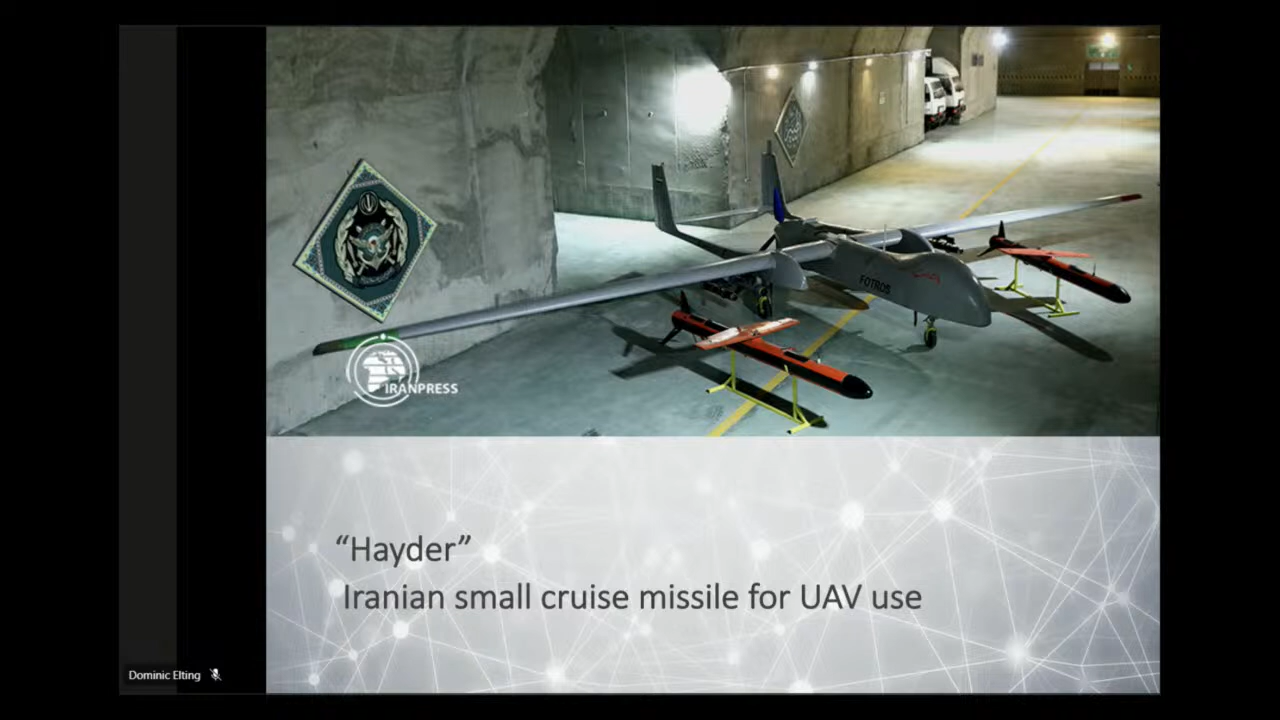 FOTROS
IRANPRESS
“Hayder”
Iranian small cruise missile for UAV use
Dominic Elting